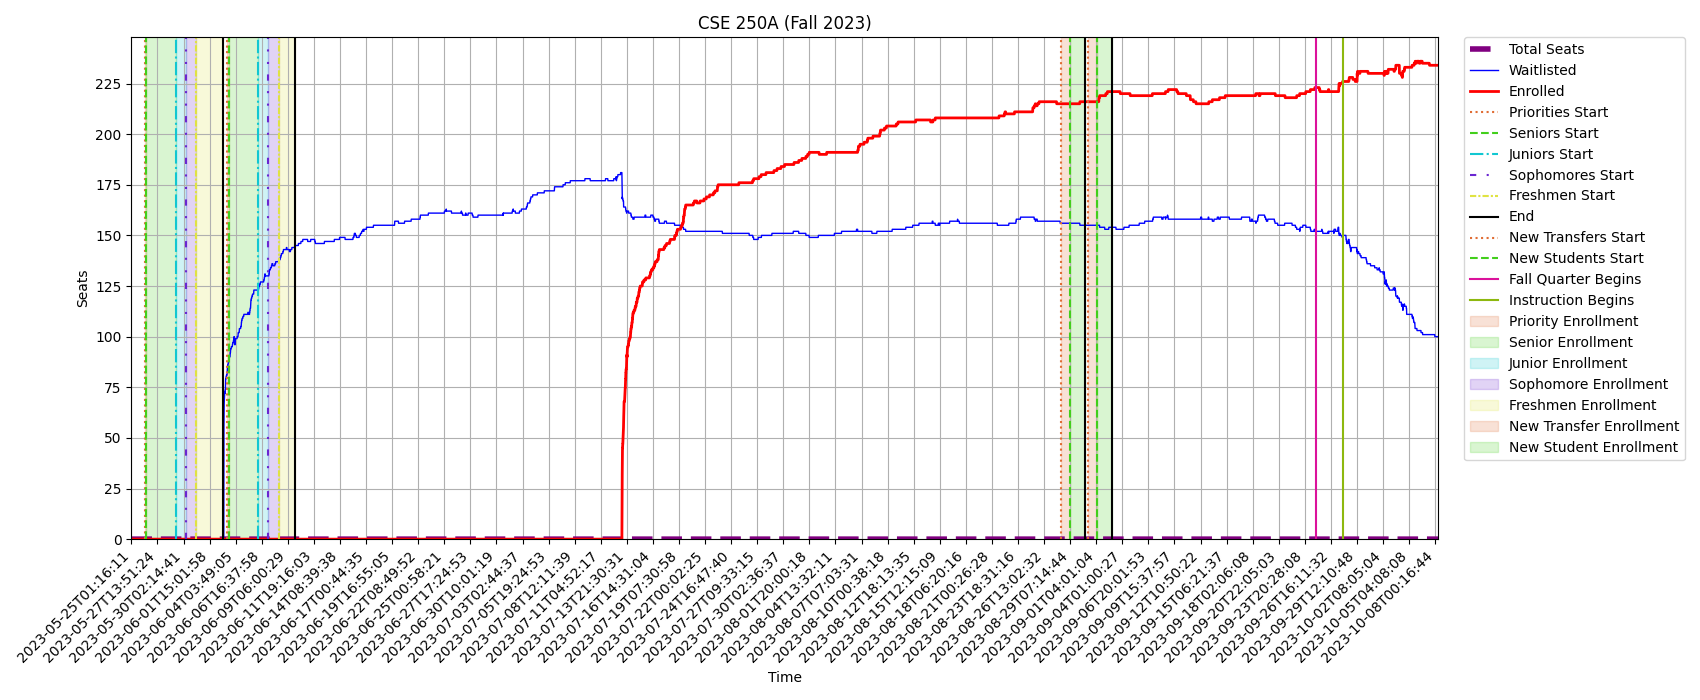 CSE 250A (Fall 2023)
Seats
225
200
175
150
125
100
75
50
25
0
2023-05-25T01:16:11
2023-05-27T13:51:24
2023-05-30T02:14:41
2023-06-01T15:01:58
2023-06-04T03:49:05
2023-06-06T16:37:58
2023-06-09T06:00:29
2023-06-11T19:16:03
2023-06-14T08:39:38
2023-06-17T00:44:35
2023-06-19T16:55:05
2023-06-22T08:49:52
2023-06-25T00:58:21
2023-06-27T17:24:53
2023-06-30T10:01:19
2023-07-03T02:44:37
2023-07-05T19:24:53
2023-07-08T12:11:39
2023-07-11T04:52:17
2023-07-13T21:30:31
2023-07-16T14:31:04
2023-07-19T07:30:58
2023-07-22T00:02:25
2023-07-24T16:47:40
2023-07-27T09:33:15
2023-07-30T02:36:37
2023-08-01T20:00:18
2023-08-04T13:32:11
2023-08-07T07:03:31
2023-08-10T00:38:18
2023-08-12T18:13:35
2023-08-15T12:15:09
2023-08-18T06:20:16
2023-08-21T00:26:28
2023-08-23T18:31:16
2023-08-26T13:02:32
2023-08-29T07:14:44
2023-09-01T04:01:04
2023-09-04T01:00:27
2023-09-06T20:01:53
2023-09-09T15:37:57
2023-09-12T10:50:22
2023-09-15T06:21:37
2023-09-18T02:06:08
2023-09-20T22:05:03
2023-09-23T20:28:08
2023-09-26T16:11:32
2023-09-29T12:10:48
2023-10-02T08:05:04
2023-10-05T04:08:08
2023-10-08T00:16:44
Time
Total Seats
Waitlisted
Enrolled
Priorities Start
Seniors Start
Juniors Start
Sophomores Start
Freshmen Start
End
New Transfers Start
New Students Start
Fall Quarter Begins
Instruction Begins
Priority Enrollment
Senior Enrollment
Junior Enrollment
Sophomore Enrollment
Freshmen Enrollment
New Transfer Enrollment
New Student Enrollment